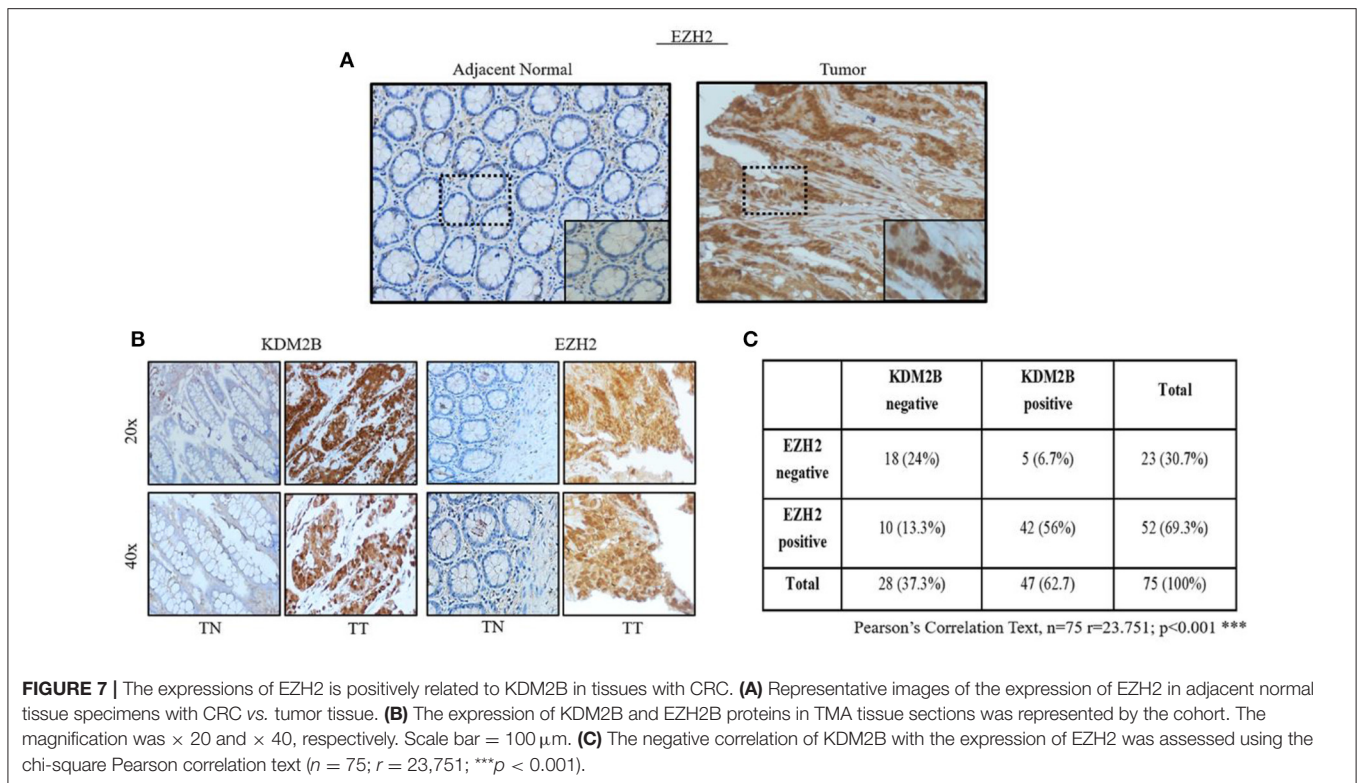 EZH2
A
Adjacent Normal
Tumor
B
KDM2B
EZH2
20x
40x
TN
TT
TN
TT
C
KDM2B negative
KDM2B positive
Total
EZH2 negative
18 (24%)
5 (6.7%)
23 (30.7%)
EZH2 positive
10 (13.3%)
42 (56%)
52 (69.3%)
Total
28 (37.3%)
47 (62.7)
75 (100%)
Pearson's Correlation Text, n=75 r=23.751; p<0.001 ***
FIGURE 7 | The expressions of EZH2 is positively related to KDM2B in tissues with CRC. (A) Representative images of the expression of EZH2 in adjacent normal
tissue specimens with CRC vs. tumor tissue. (B) The expression of KDM2B and EZH2B proteins in TMA tissue sections was represented by the cohort. The
magnification was × 20 and × 40, respectively. Scale bar = 100 μm. (C) The negative correlation of KDM2B with the expression of EZH2 was assessed using the
chi-square Pearson correlation text (n = 75; r = 23,751; ***p < 0.001).